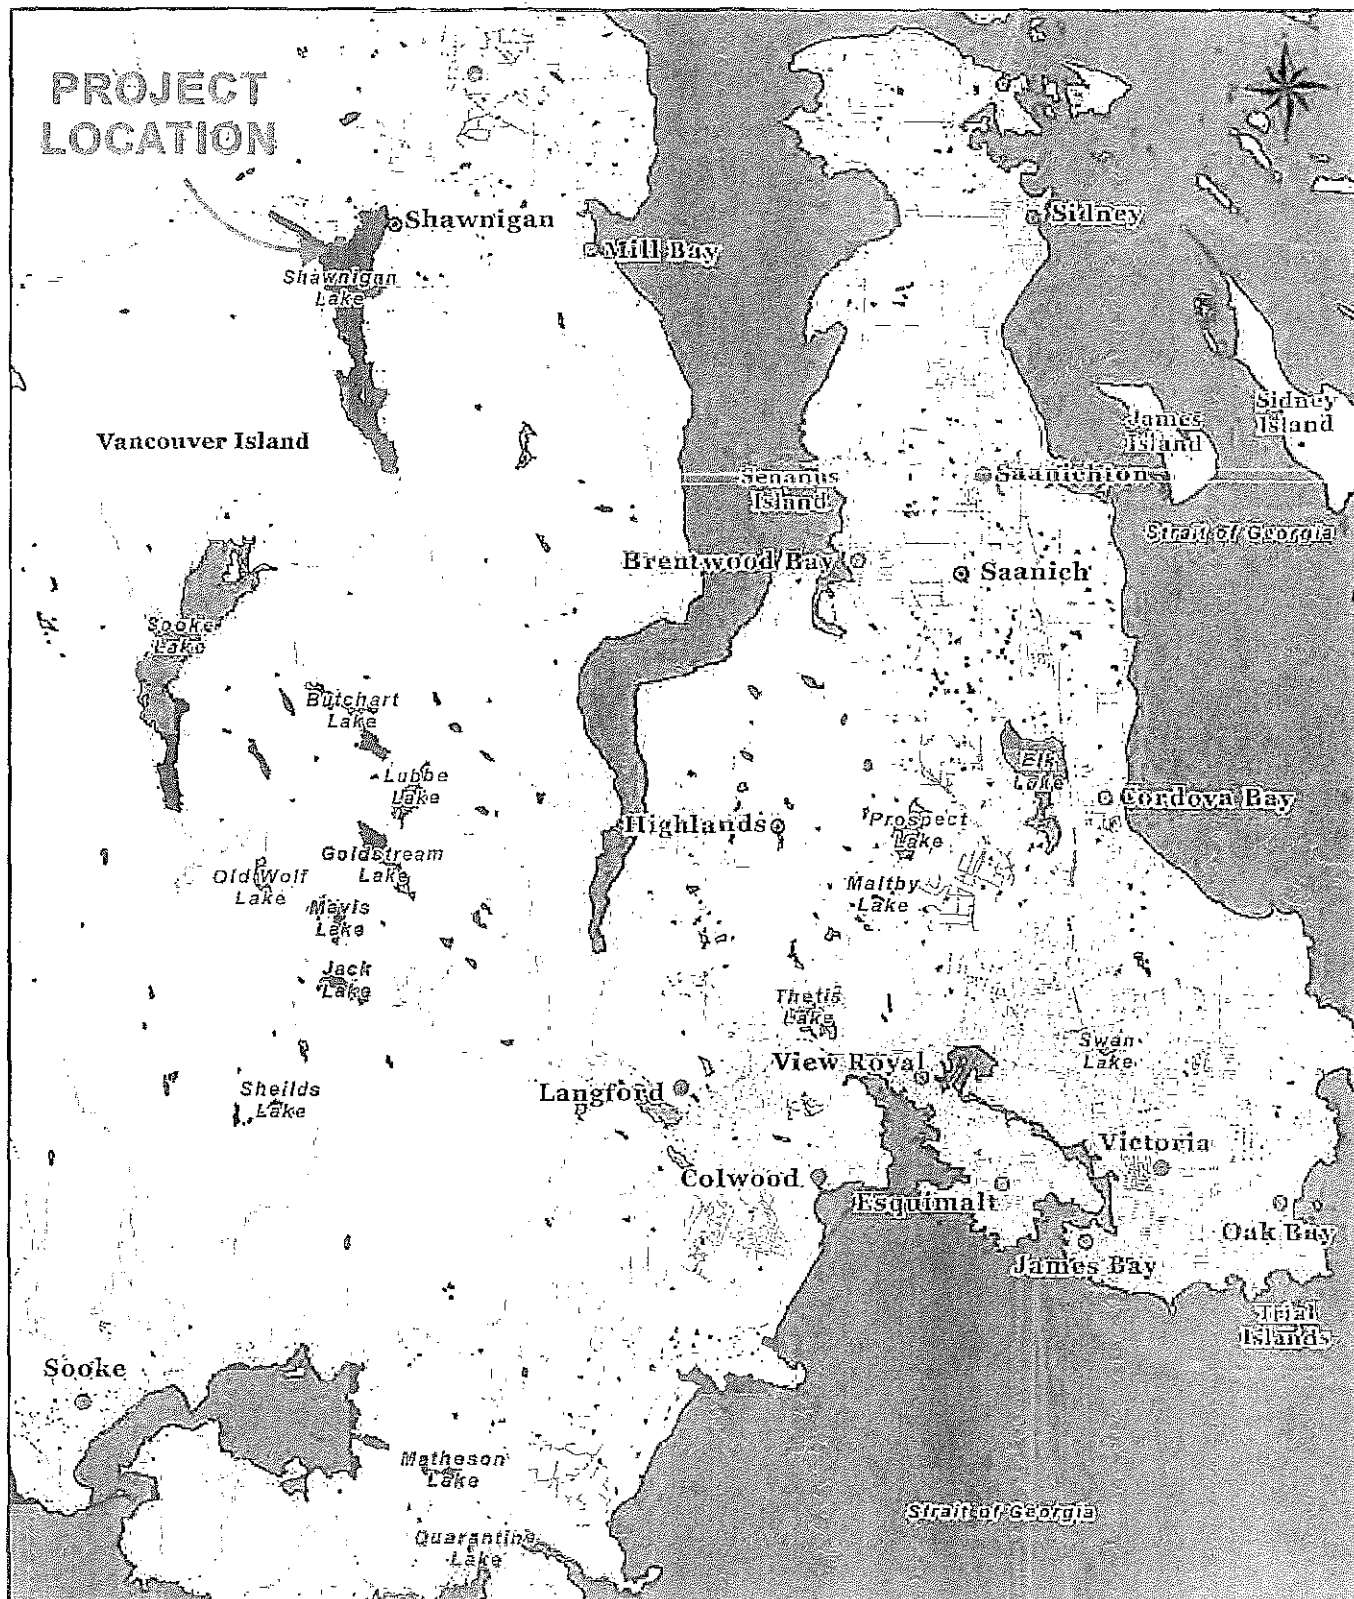 PROJECT
LOCATION
Shawnigan
Sidney
Mill Bay
Shawnigan
Lake
Sidney
Island
James
Island
Vancouver Island
Senanus
Island
Saanichton
Strait of Georgia
Brentwood Bay
Saanich
Sooke
Lake
Butchart
Lake
Elk
Lake
Lubbe
Lake
Cordova Bay
Highlands
Prospect
Lake
Goldstream
Lake
Old Wolf
Lake
Maltby
Lake
Mavis
Lake
Jack
Lake
Thetis
Lake
Swan
Lake
View Royal
Langford
Sheilds
Lake
Victoria
Colwood
Esquimalt
Oak Bay
James Bay
Trial
Islands
Sooke
Matheson
Lake
Strait of Georgia
Quarantine
Lake